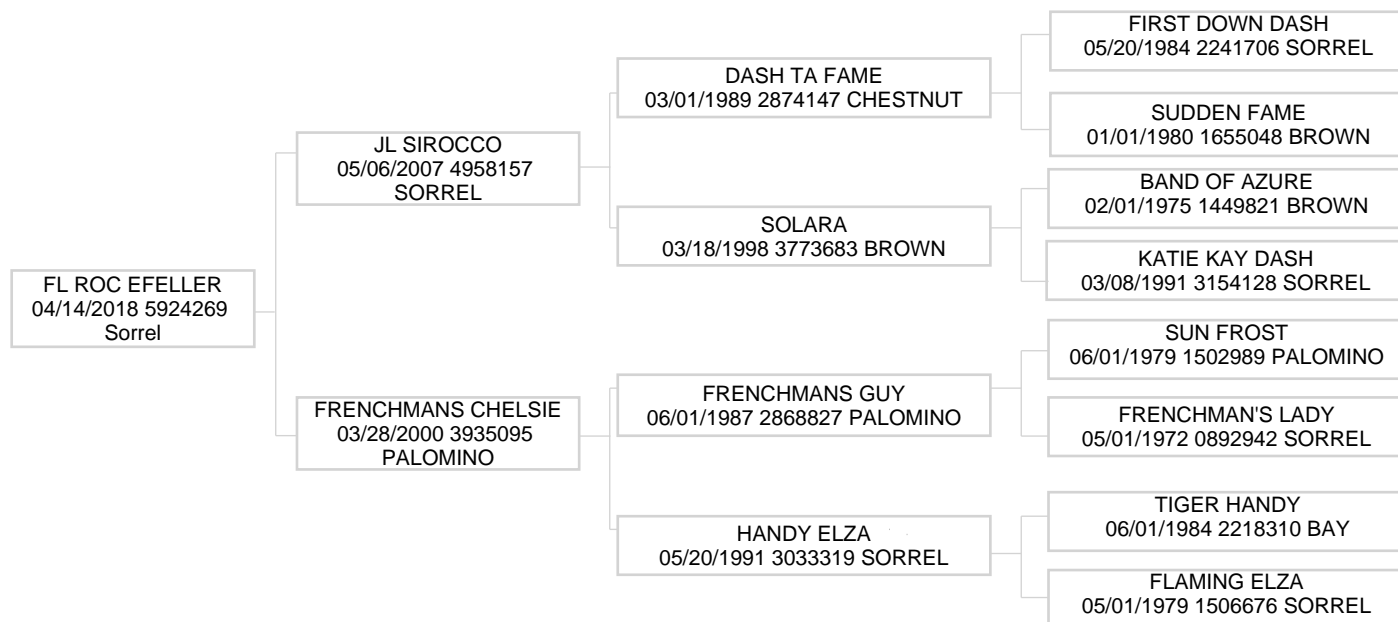 FL ROC EFELLER
04/14/2018 5924269
Sorrel
JL SIROCCO
05/06/2007 4958157
SORREL
FRENCHMANS CHELSIE
03/28/2000 3935095
PALOMINO
DASH TA FAME
03/01/1989 2874147 CHESTNUT
SOLARA
03/18/1998 3773683 BROWN
FRENCHMANS GUY
06/01/1987 2868827 PALOMINO
HANDY ELZA
05/20/1991 3033319 SORREL
FIRST DOWN DASH
05/20/1984 2241706 SORREL
SUDDEN FAME
01/01/1980 1655048 BROWN
BAND OF AZURE
02/01/1975 1449821 BROWN
KATIE KAY DASH
03/08/1991 3154128 SORREL
SUN FROST
06/01/1979 1502989 PALOMINO
FRENCHMAN'S LADY
05/01/1972 0892942 SORREL
TIGER HANDY
06/01/1984 2218310 BAY
FLAMING ELZA
05/01/1979 1506676 SORREL